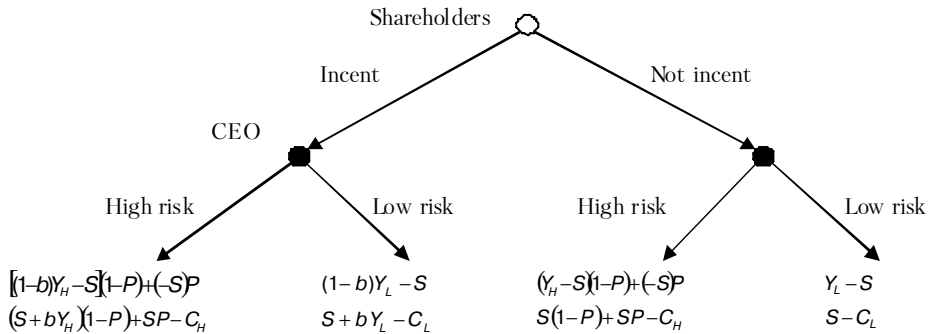 Shareholders
Incent
Not incent
CEO
High risk
Low risk
High risk
Low risk
[(1–b)Y_H–S](1–P)+(–S)P
(1–b)Y_L–S
(Y_H–S)(1–P)+(–S)P
Y_L–S
(S+bY_H)(1–P)+SP–C_H
S+bY_L–C_L
S(1–P)+SP–C_H
S–C_L